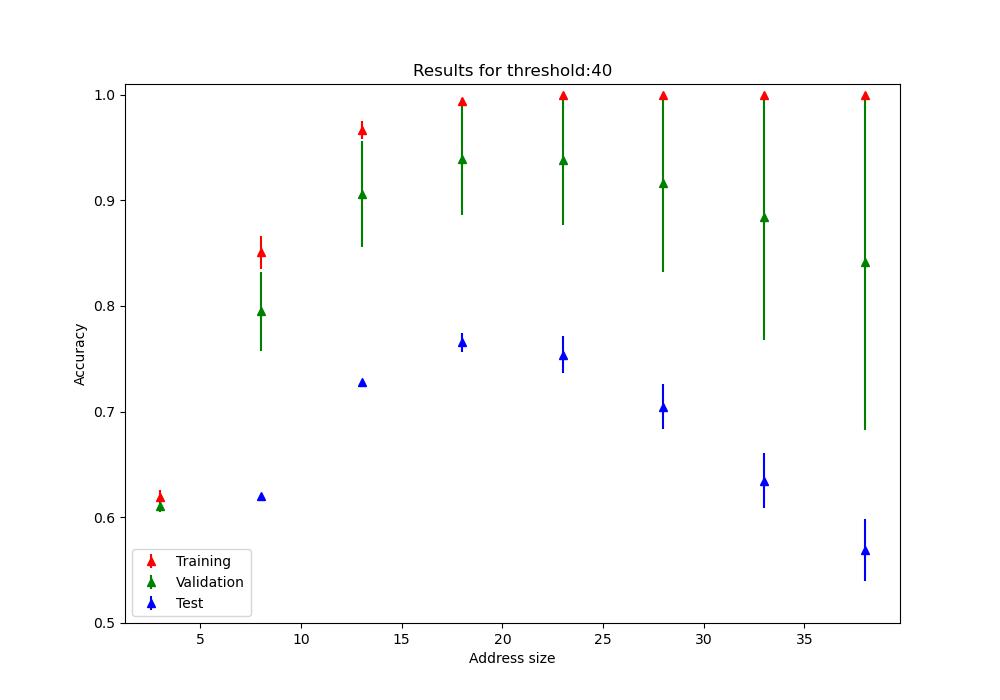 Results for threshold:40
1.0
0.9
0.8
0.7
0.6
0.5
Accuracy
Training
Validation
Test
5 10 15 20 25 30 35
Address size